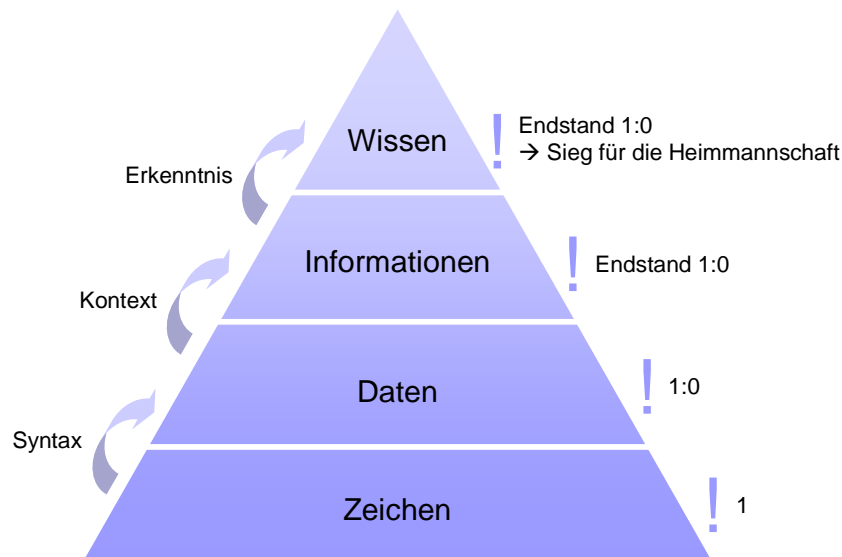 Wissen
! Endstand 1:0
→ Sieg für die Heimmannschaft
Erkenntnis
Informationen
! Endstand 1:0
Kontext
Daten
! 1:0
Syntax
Zeichen
! 1